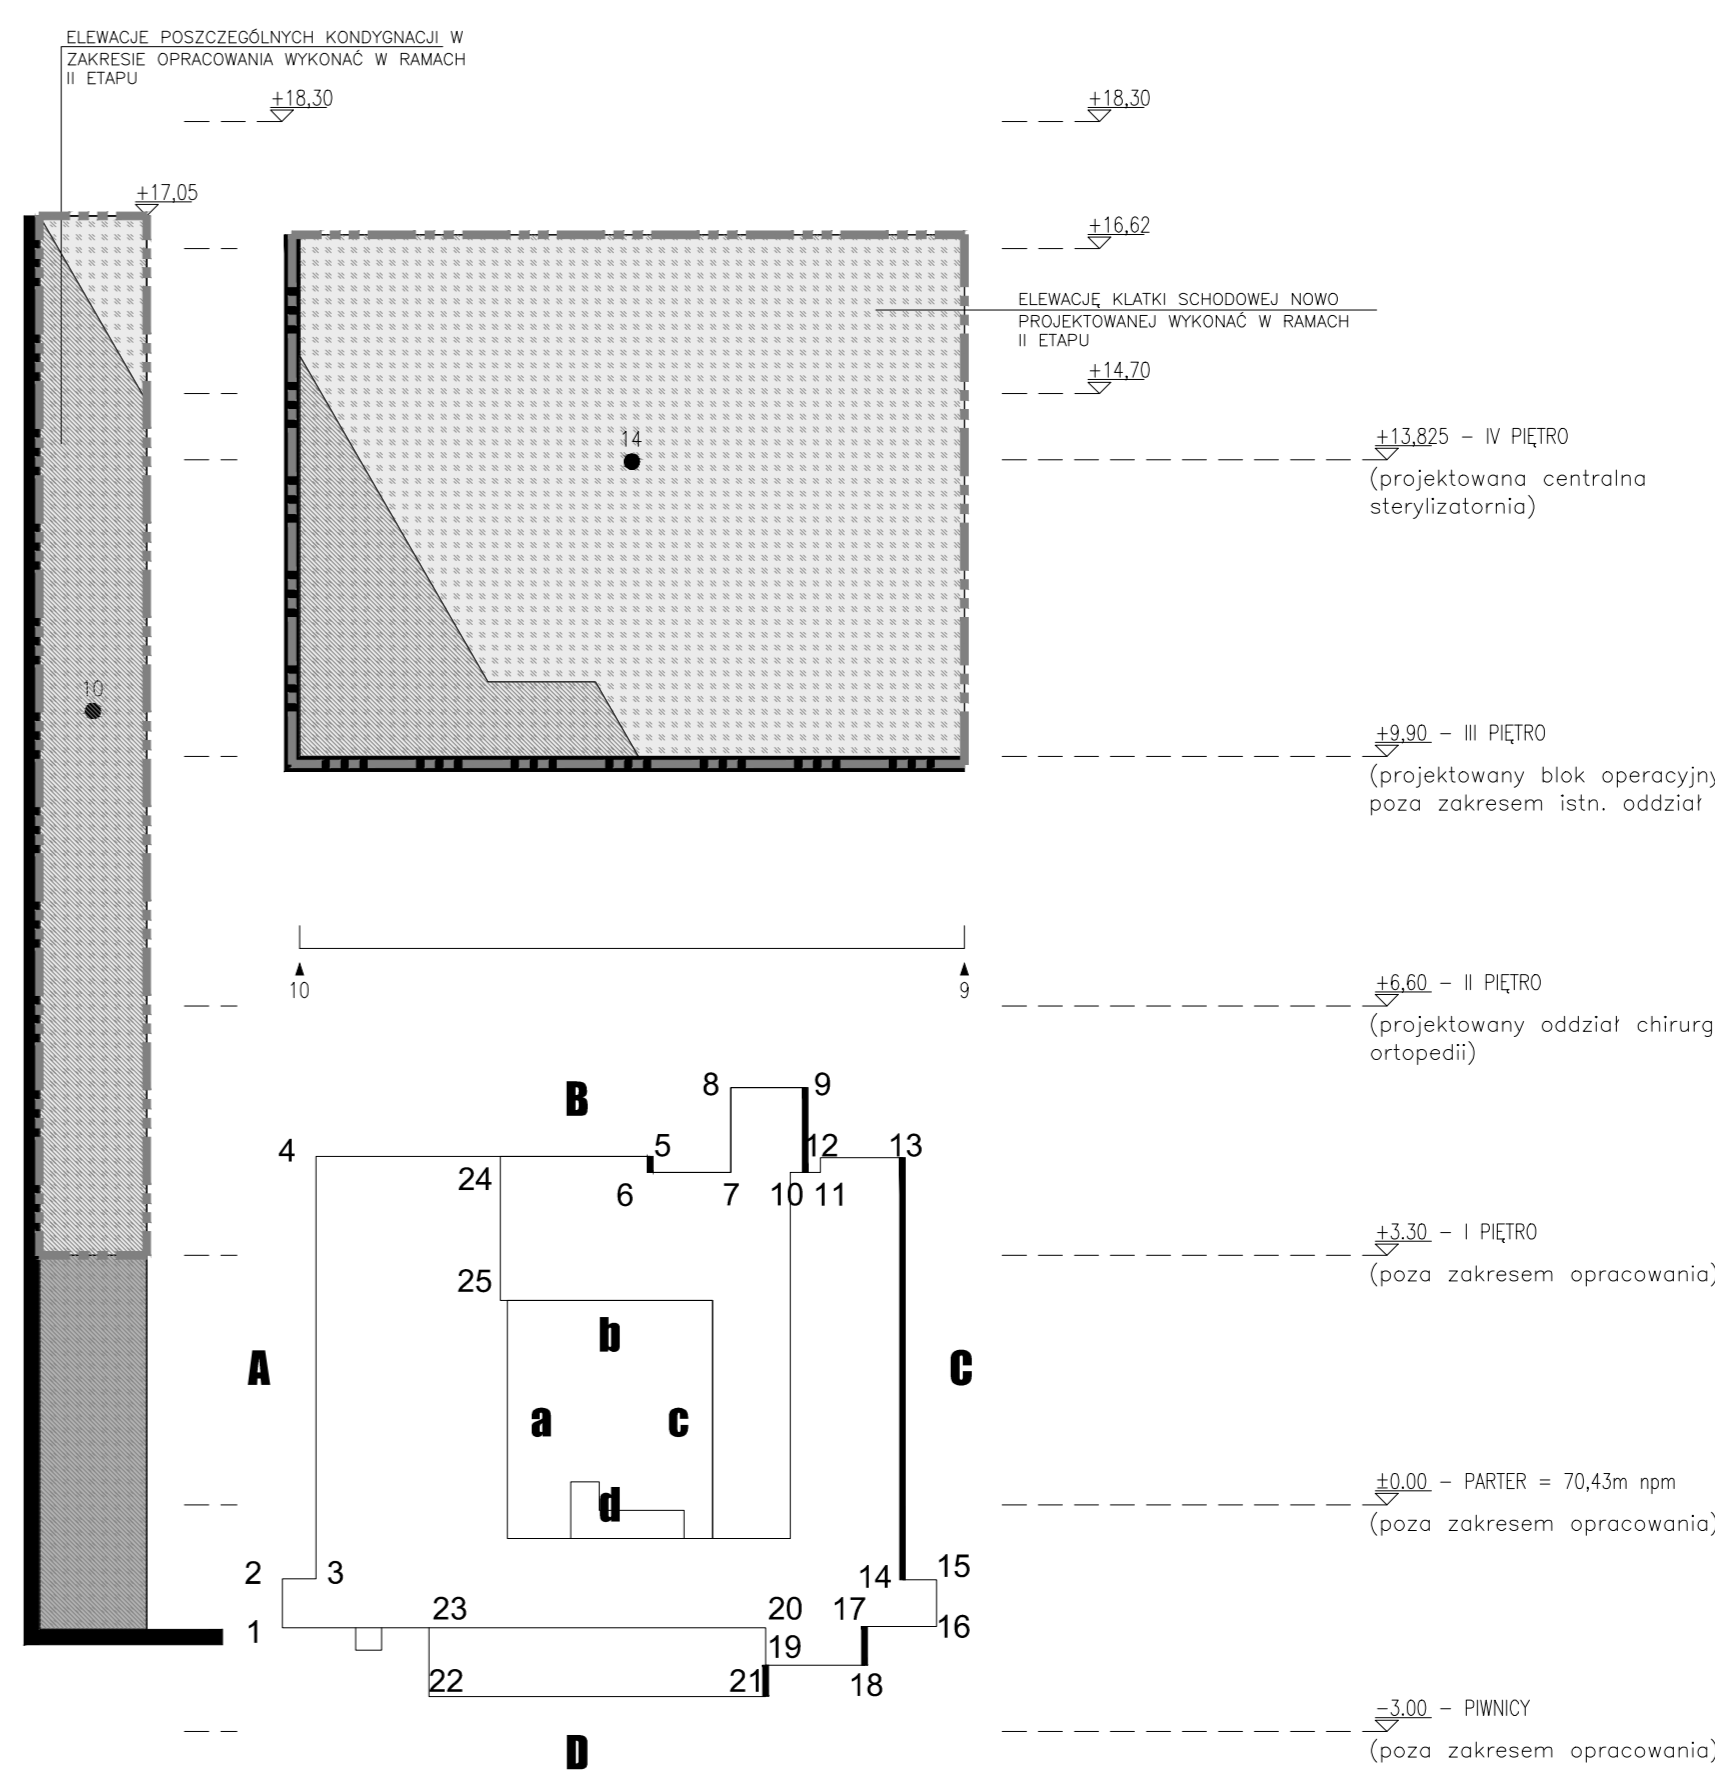 ELEWACJE POSZCZEGÓLNYCH KONDYGNACJI W
ZAKRESIE OPRACOWANIA WYKONAĆ W RAMACH
II ETAPU
+18,30
+18,30
+17,05
+16,62
ELEWACJĘ KLATKI SCHODOWEJ NOWO
PROJEKTOWANEJ WYKONAĆ W RAMACH
II ETAPU
+14,70
14
+13,825 – IV PIĘTRO
(projektowana centralna
sterylizatornia)
10
+9,90 – III PIĘTRO
(projektowany blok operacyjny
poza zakresem istn. oddział
10
9
+6,60 – II PIĘTRO
(projektowany oddział chirurg
ortopedii)
B
8
9
4
5
12
13
24
6
7
10
11
+3.30 – I PIĘTRO
(poza zakresem opracowania)
25
b
A
C
a
c
±0.00 – PARTER = 70,43m npm
(poza zakresem opracowania)
d
2
3
14
15
1
23
20
17
16
19
22
21
18
–3.00 – PIWNICY
(poza zakresem opracowania)
D